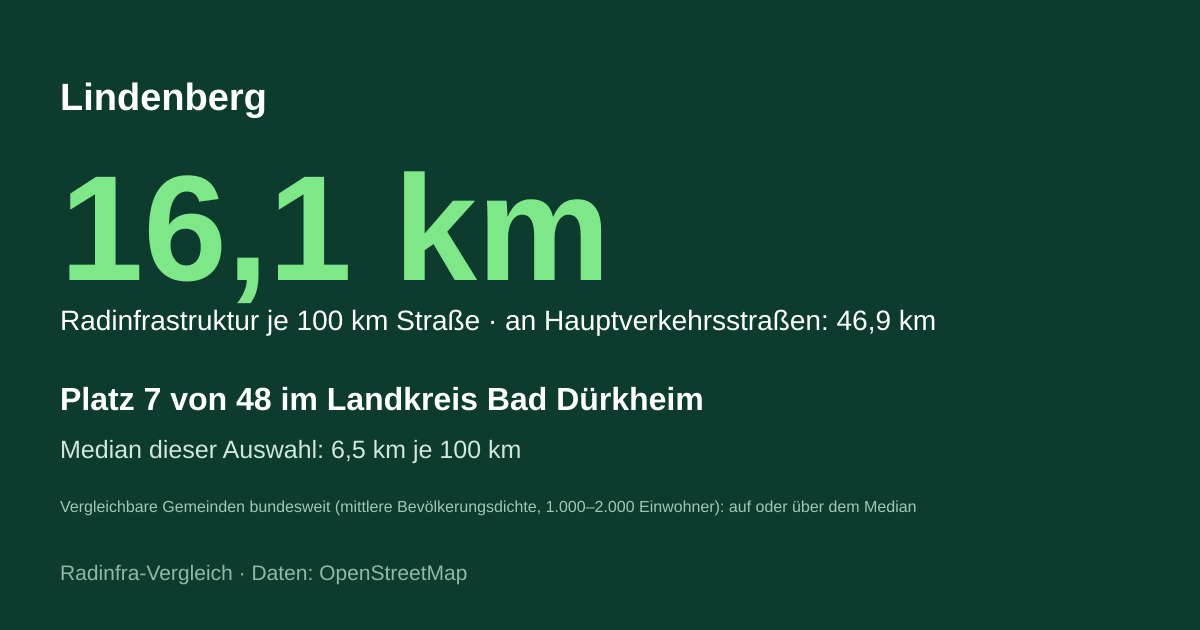 Lindenberg
16,1 km
Radinfrastruktur je 100 km Straße · an Hauptverkehrsstraßen: 46,9 km
Platz 7 von 48 im Landkreis Bad Dürkheim
Median dieser Auswahl: 6,5 km je 100 km
Vergleichbare Gemeinden bundesweit (mittlere Bevölkerungsdichte, 1.000–2.000 Einwohner): auf oder über dem Median
Radinfra-Vergleich · Daten: OpenStreetMap